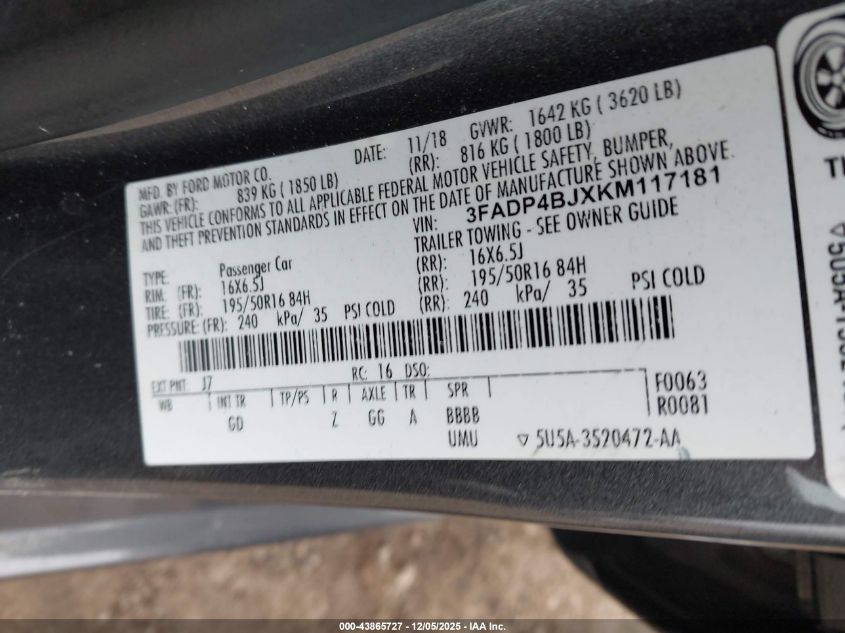 MFD. BY FORD MOTOR CO. DATE: 11/18 GVWR: 1642 KG ( 3620 LB)
GAWR: (FR): 839 KG ( 1850 LB) (RR): 816 KG ( 1800 LB)
THIS VEHICLE CONFORMS TO ALL APPLICABLE FEDERAL MOTOR VEHICLE SAFETY, BUMPER,
AND THEFT PREVENTION STANDARDS IN EFFECT ON THE DATE OF MANUFACTURE SHOWN ABOVE.
VIN: 3FADP4BJXKM117181
TYPE: Passenger Car TRAILER TOWING - SEE OWNER GUIDE
RIM: (FR): 16X6.5J (RR): 16X6.5J
TIRE: (FR): 195/50R16 84H (RR): 195/50R16 84H
PRESSURE: (FR): 240 kPa/ 35 PSI COLD (RR): 240 kPa/ 35 PSI COLD
EXT PNT: J7 RC: 16 DSO:
WB INT TR TP/PS R AXLE TR SPR F0063
GD Z GG A BBBB R0081
UMU 5U5A-3520472-AA
000-43865727 - 12/05/2025 - IAA Inc.